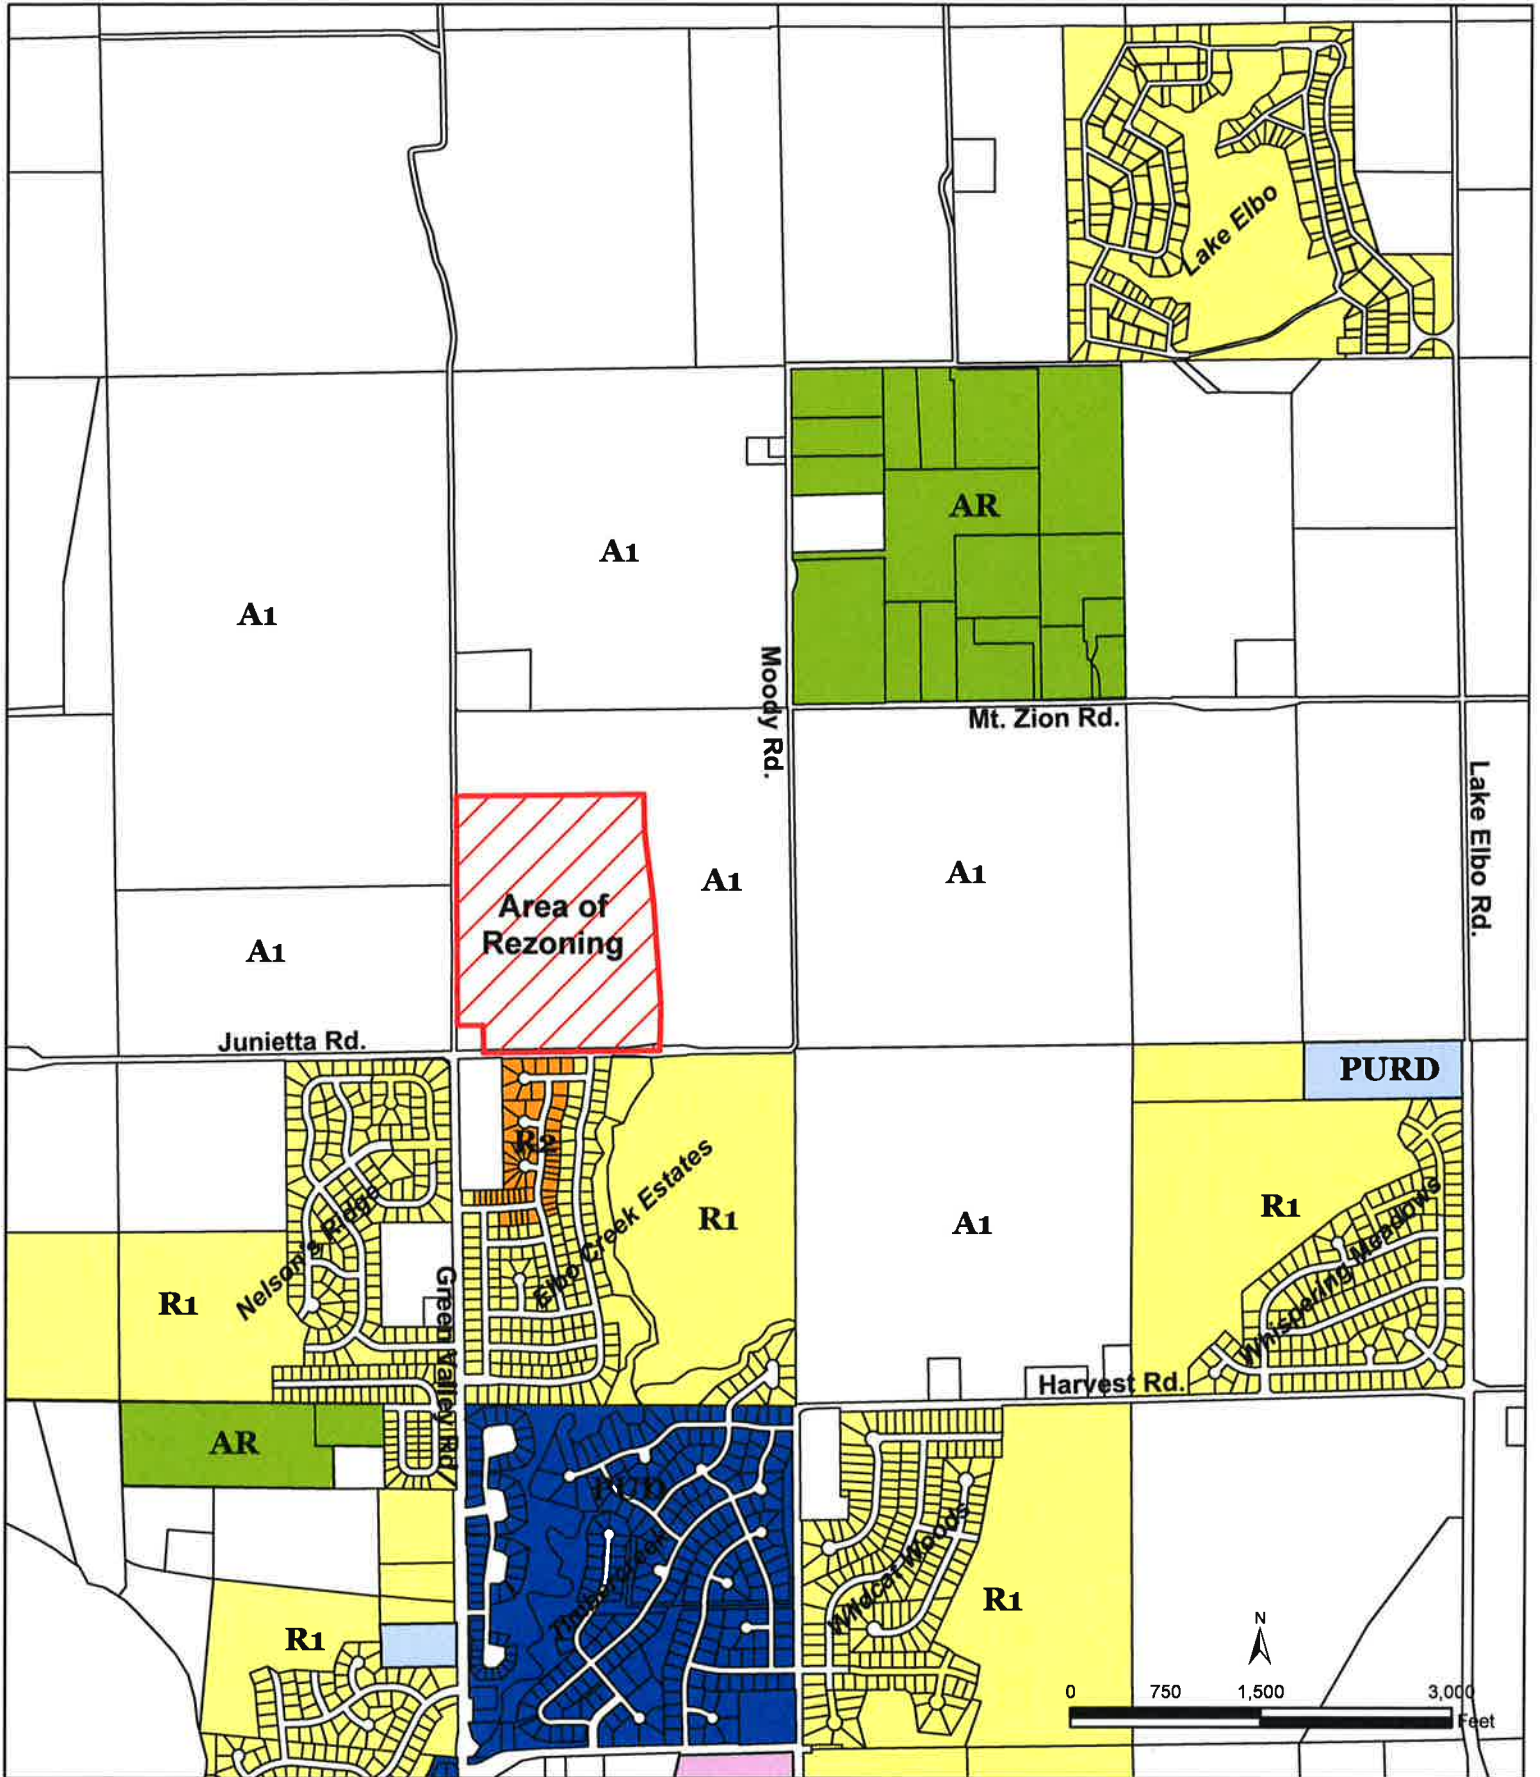 Lake Elbo
AR
A1
A1
Moody Rd.
Mt. Zion Rd.
Lake Elbo Rd.
A1
A1
Area of
Rezoning
A1
Junietta Rd.
PURD
R2
Elbo Creek Estates
R1
A1
R1
Whispering Meadows
Nelson's Ridge
R1
Green Valley Rd.
Harvest Rd.
AR
PUD
Timbercreek
Wildcat Woods
R1
R1
N
0 750 1,500 3,000
Feet